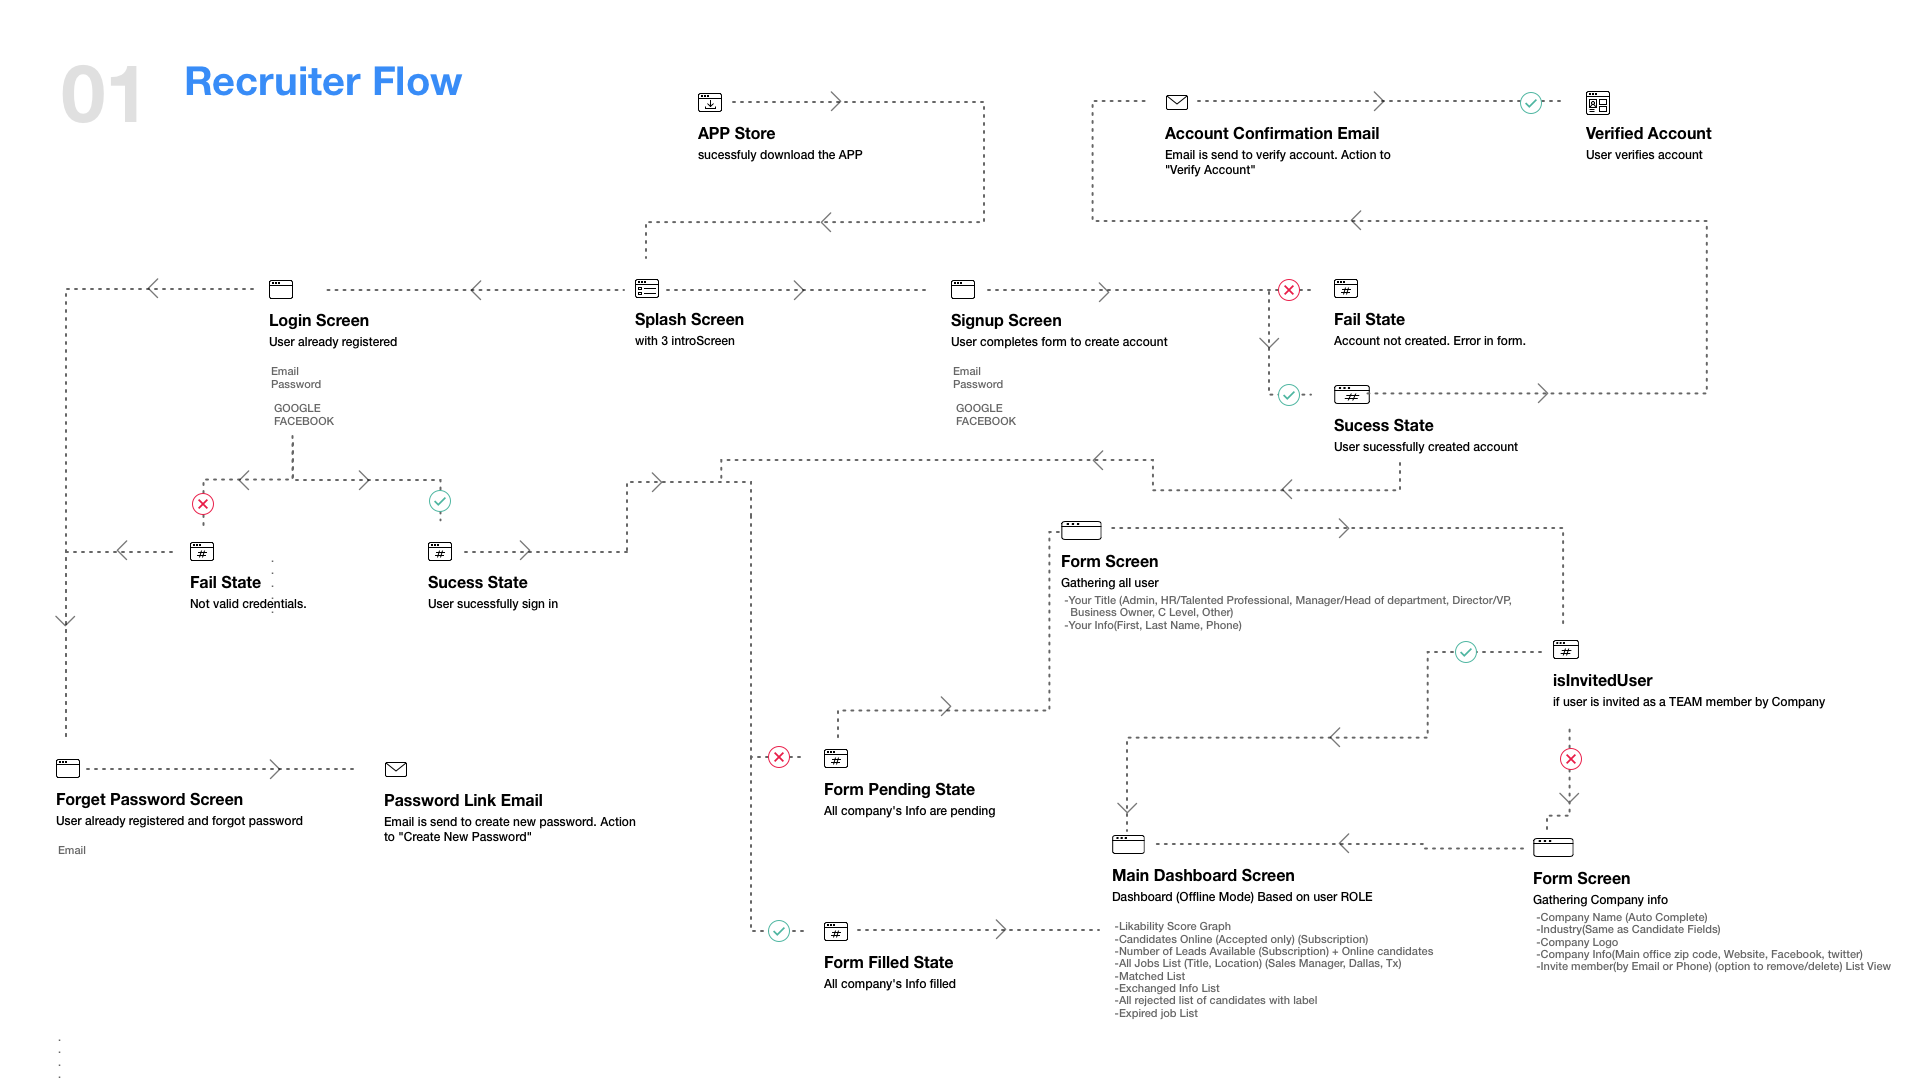 01
Recruiter Flow
APP Store
sucessfuly download the APP
Account Confirmation Email
Email is send to verify account. Action to
"Verify Account"
Verified Account
User verifies account
Login Screen
User already registered
Email
Password
GOOGLE
FACEBOOK
Splash Screen
with 3 introScreen
Signup Screen
User completes form to create account
Email
Password
GOOGLE
FACEBOOK
Fail State
Account not created. Error in form.
Sucess State
User sucessfully created account
Fail State
Not valid credentials.
Sucess State
User sucessfully sign in
Form Screen
Gathering all user
-Your Title (Admin, HR/Talented Professional, Manager/Head of department, Director/VP,
Business Owner, C Level, Other)
-Your Info(First, Last Name, Phone)
isInvitedUser
if user is invited as a TEAM member by Company
Forget Password Screen
User already registered and forgot password
Email
Password Link Email
Email is send to create new password. Action
to "Create New Password"
Form Pending State
All company's Info are pending
Form Filled State
All company's Info filled
Main Dashboard Screen
Dashboard (Offline Mode) Based on user ROLE
-Likability Score Graph
-Candidates Online (Accepted only) (Subscription)
-Number of Leads Available (Subscription) + Online candidates
-All Jobs List (Title, Location) (Sales Manager, Dallas, Tx)
-Matched List
-Exchanged Info List
-All rejected list of candidates with label
-Expired job List
Form Screen
Gathering Company info
-Company Name (Auto Complete)
-Industry(Same as Candidate Fields)
-Company Logo
-Company Info(Main office zip code, Website, Facebook, twitter)
-Invite member(by Email or Phone) (option to remove/delete) List View